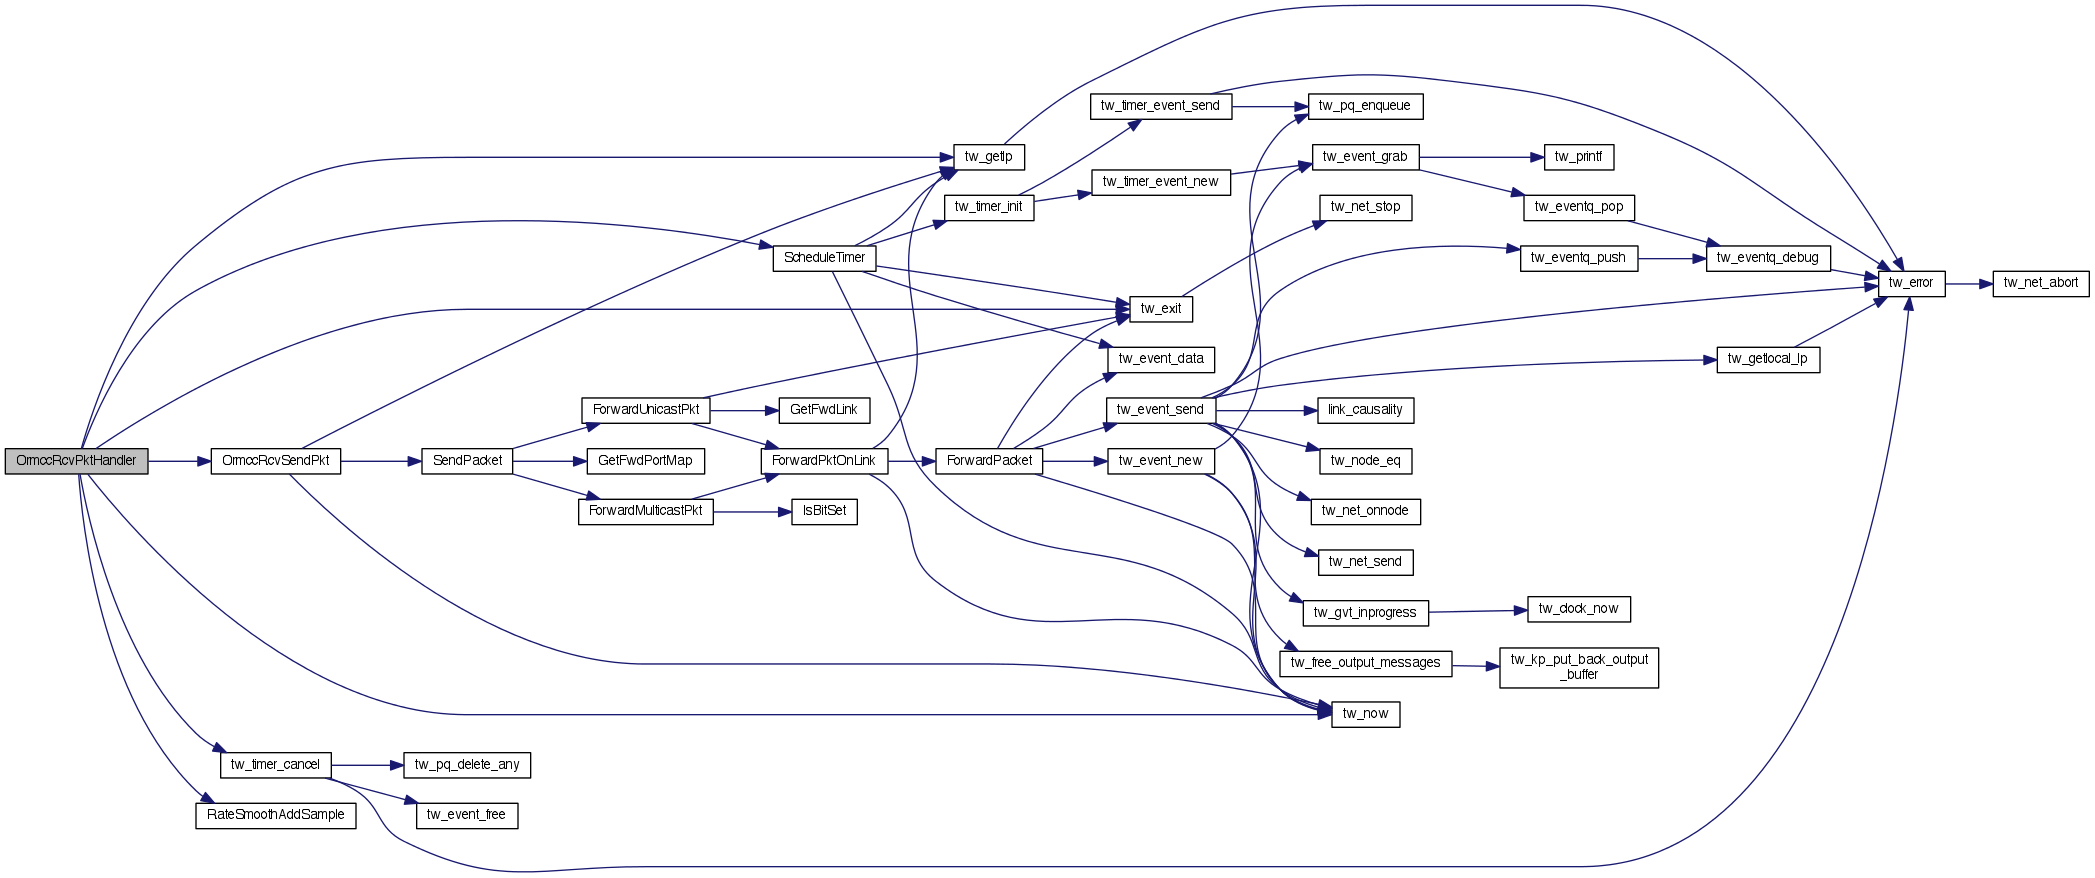 tw_timer_event_send
tw_pq_enqueue
tw_getlp
tw_event_grab
tw_printf
tw_timer_event_new
tw_timer_init
tw_net_stop
tw_eventq_pop
ScheduleTimer
tw_eventq_push
tw_eventq_debug
tw_error
tw_net_abort
tw_exit
tw_event_data
tw_getlocal_lp
ForwardUnicastPkt
GetFwdLink
tw_event_send
link_causality
OrmccRcvPktHandler
OrmccRcvSendPkt
SendPacket
GetFwdPortMap
ForwardPktOnLink
ForwardPacket
tw_event_new
tw_node_eq
ForwardMulticastPkt
IsBitSet
tw_net_onnode
tw_net_send
tw_gvt_inprogress
tw_clock_now
tw_free_output_messages
tw_kp_put_back_output
_buffer
tw_now
tw_timer_cancel
tw_pq_delete_any
RateSmoothAddSample
tw_event_free